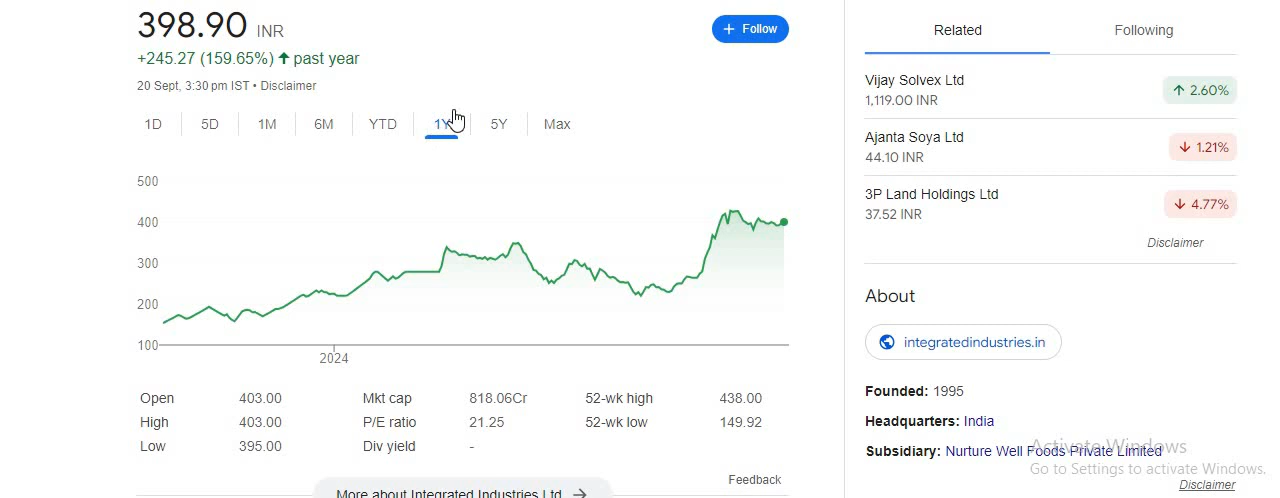 398.90 INR
+ Follow
+245.27 (159.65%) ↑ past year
20 Sept, 3:30 pm IST • Disclaimer
1D 5D 1M 6M YTD 1Y 5Y Max
500
400
300
200
100
2024
Open 403.00 Mkt cap 818.06Cr 52-wk high 438.00
High 403.00 P/E ratio 21.25 52-wk low 149.92
Low 395.00 Div yield -
Feedback
More about Integrated Industries Ltd →
Related Following
Vijay Solvex Ltd
1,119.00 INR
↑ 2.60%
Ajanta Soya Ltd
44.10 INR
↓ 1.21%
3P Land Holdings Ltd
37.52 INR
↓ 4.77%
Disclaimer
About
integratedindustries.in
Founded: 1995
Headquarters: India
Subsidiary: Nurture Well Foods Private Limited
Activate Windows
Go to Settings to activate Windows.
Disclaimer